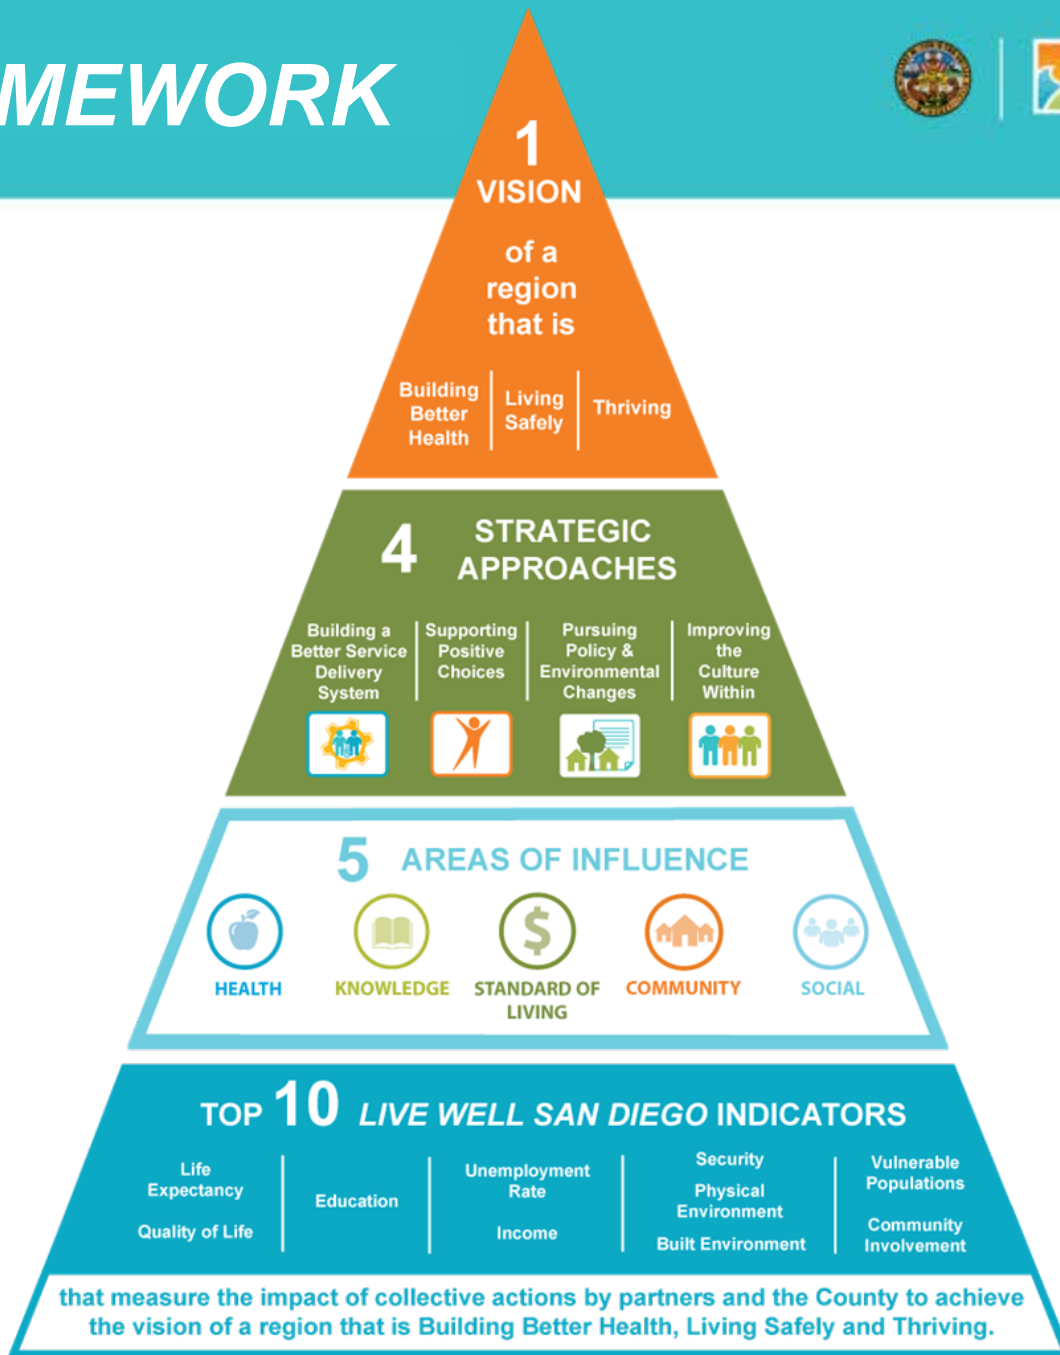 MEWORK
1
VISION
of a
region
that is
Building
Better
Health
Living
Safely
Thriving
4
STRATEGIC
APPROACHES
Building a
Better Service
Delivery
System
Supporting
Positive
Choices
Pursuing
Policy &
Environmental
Changes
Improving
the
Culture
Within
5 AREAS OF INFLUENCE
HEALTH
KNOWLEDGE
STANDARD OF
LIVING
COMMUNITY
SOCIAL
TOP 10 LIVE WELL SAN DIEGO INDICATORS
Life
Expectancy
Quality of Life
Education
Unemployment
Rate
Income
Security
Physical
Environment
Built Environment
Vulnerable
Populations
Community
Involvement
that measure the impact of collective actions by partners and the County to achieve
the vision of a region that is Building Better Health, Living Safely and Thriving.